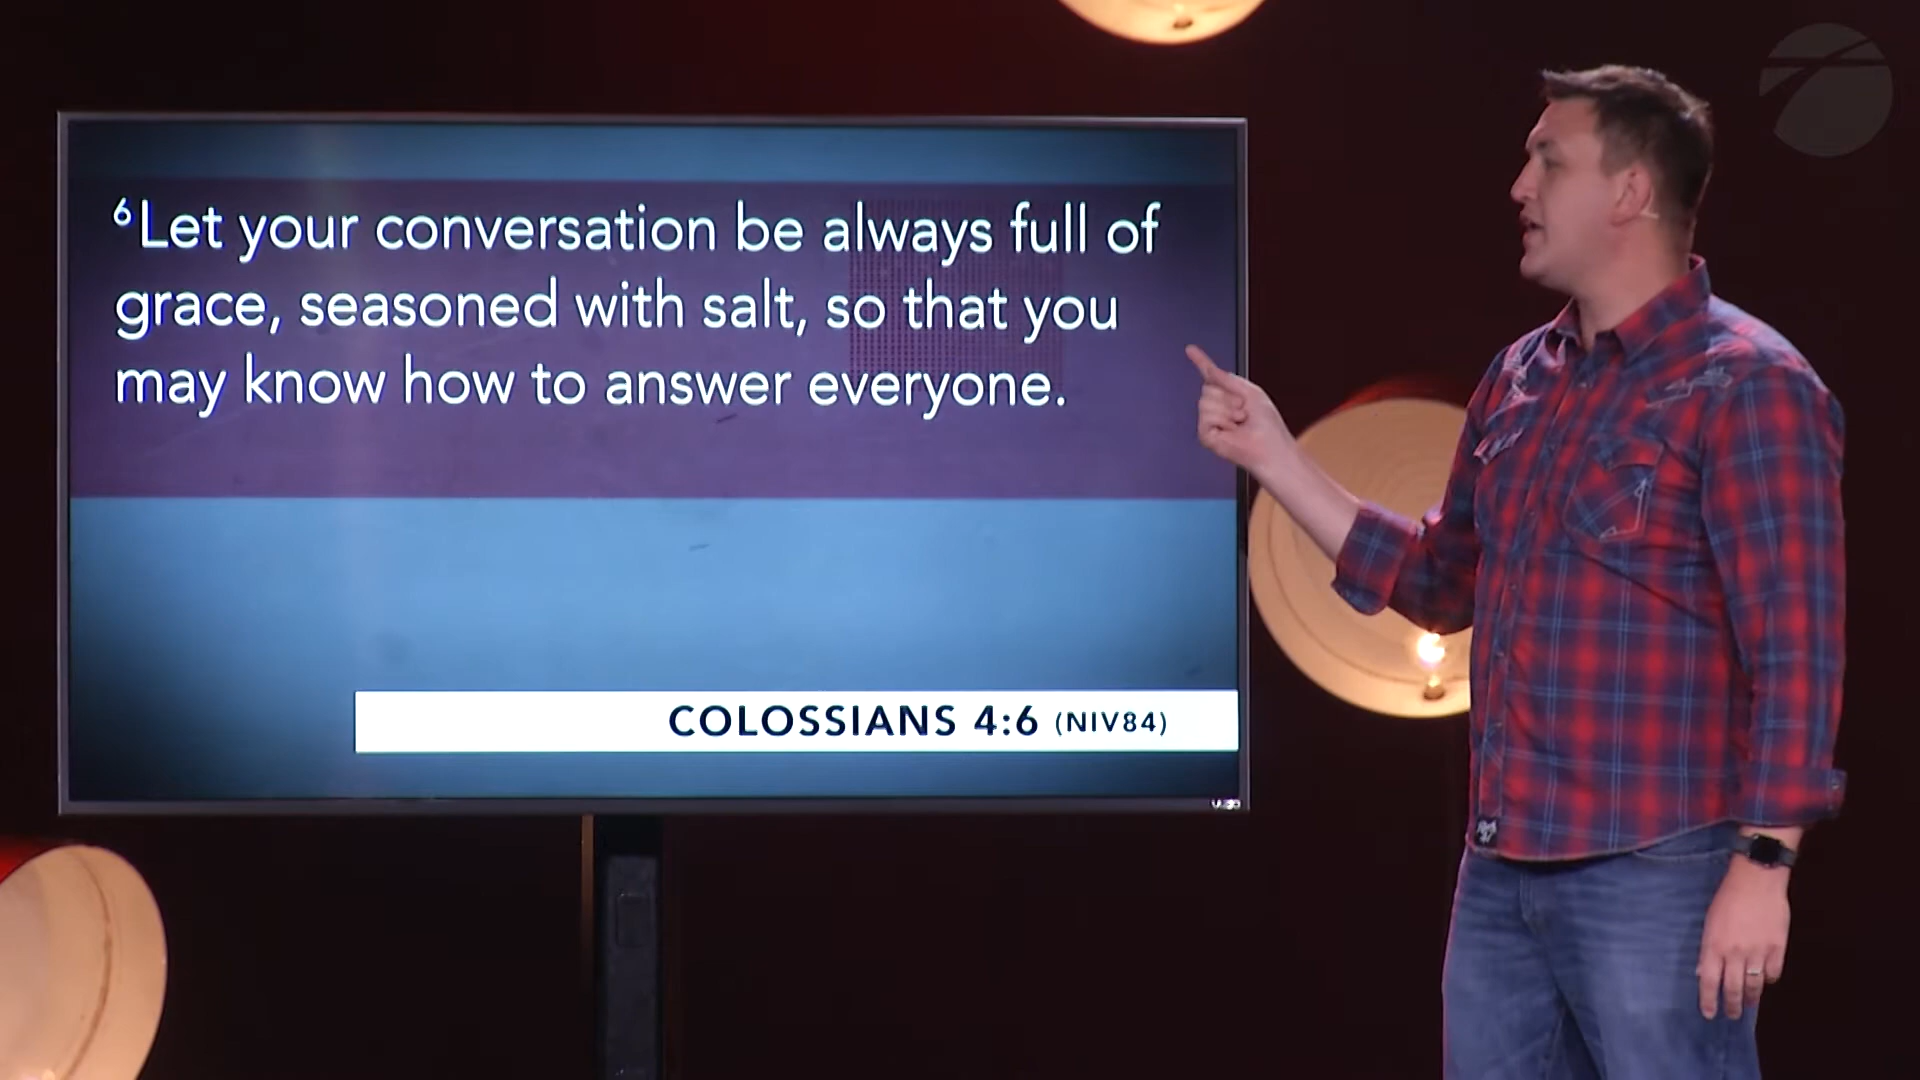 ⁶Let your conversation be always full of
grace, seasoned with salt, so that you
may know how to answer everyone.
COLOSSIANS 4:6 (NIV84)